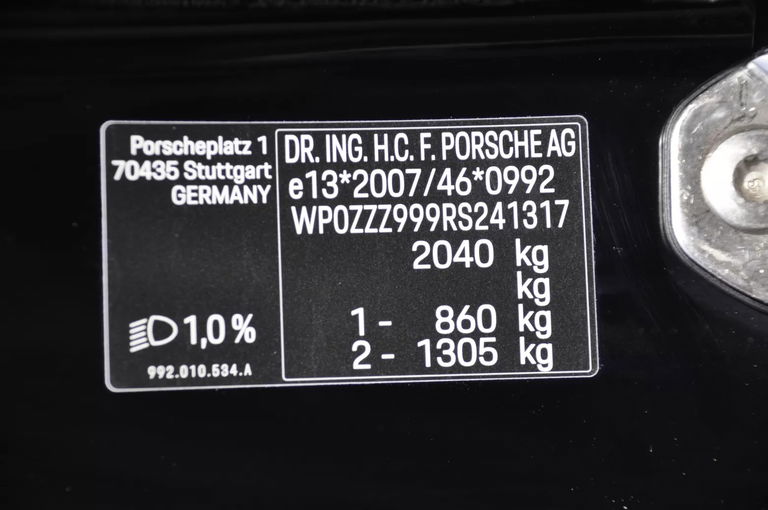 Porscheplatz 1
70435 Stuttgart
GERMANY
1,0%
992.010.534.A
DR. ING. H.C. F. PORSCHE AG
e13*2007/46*0992
WP0ZZZ999RS241317
2040 kg
kg
1 - 860 kg
2 - 1305 kg